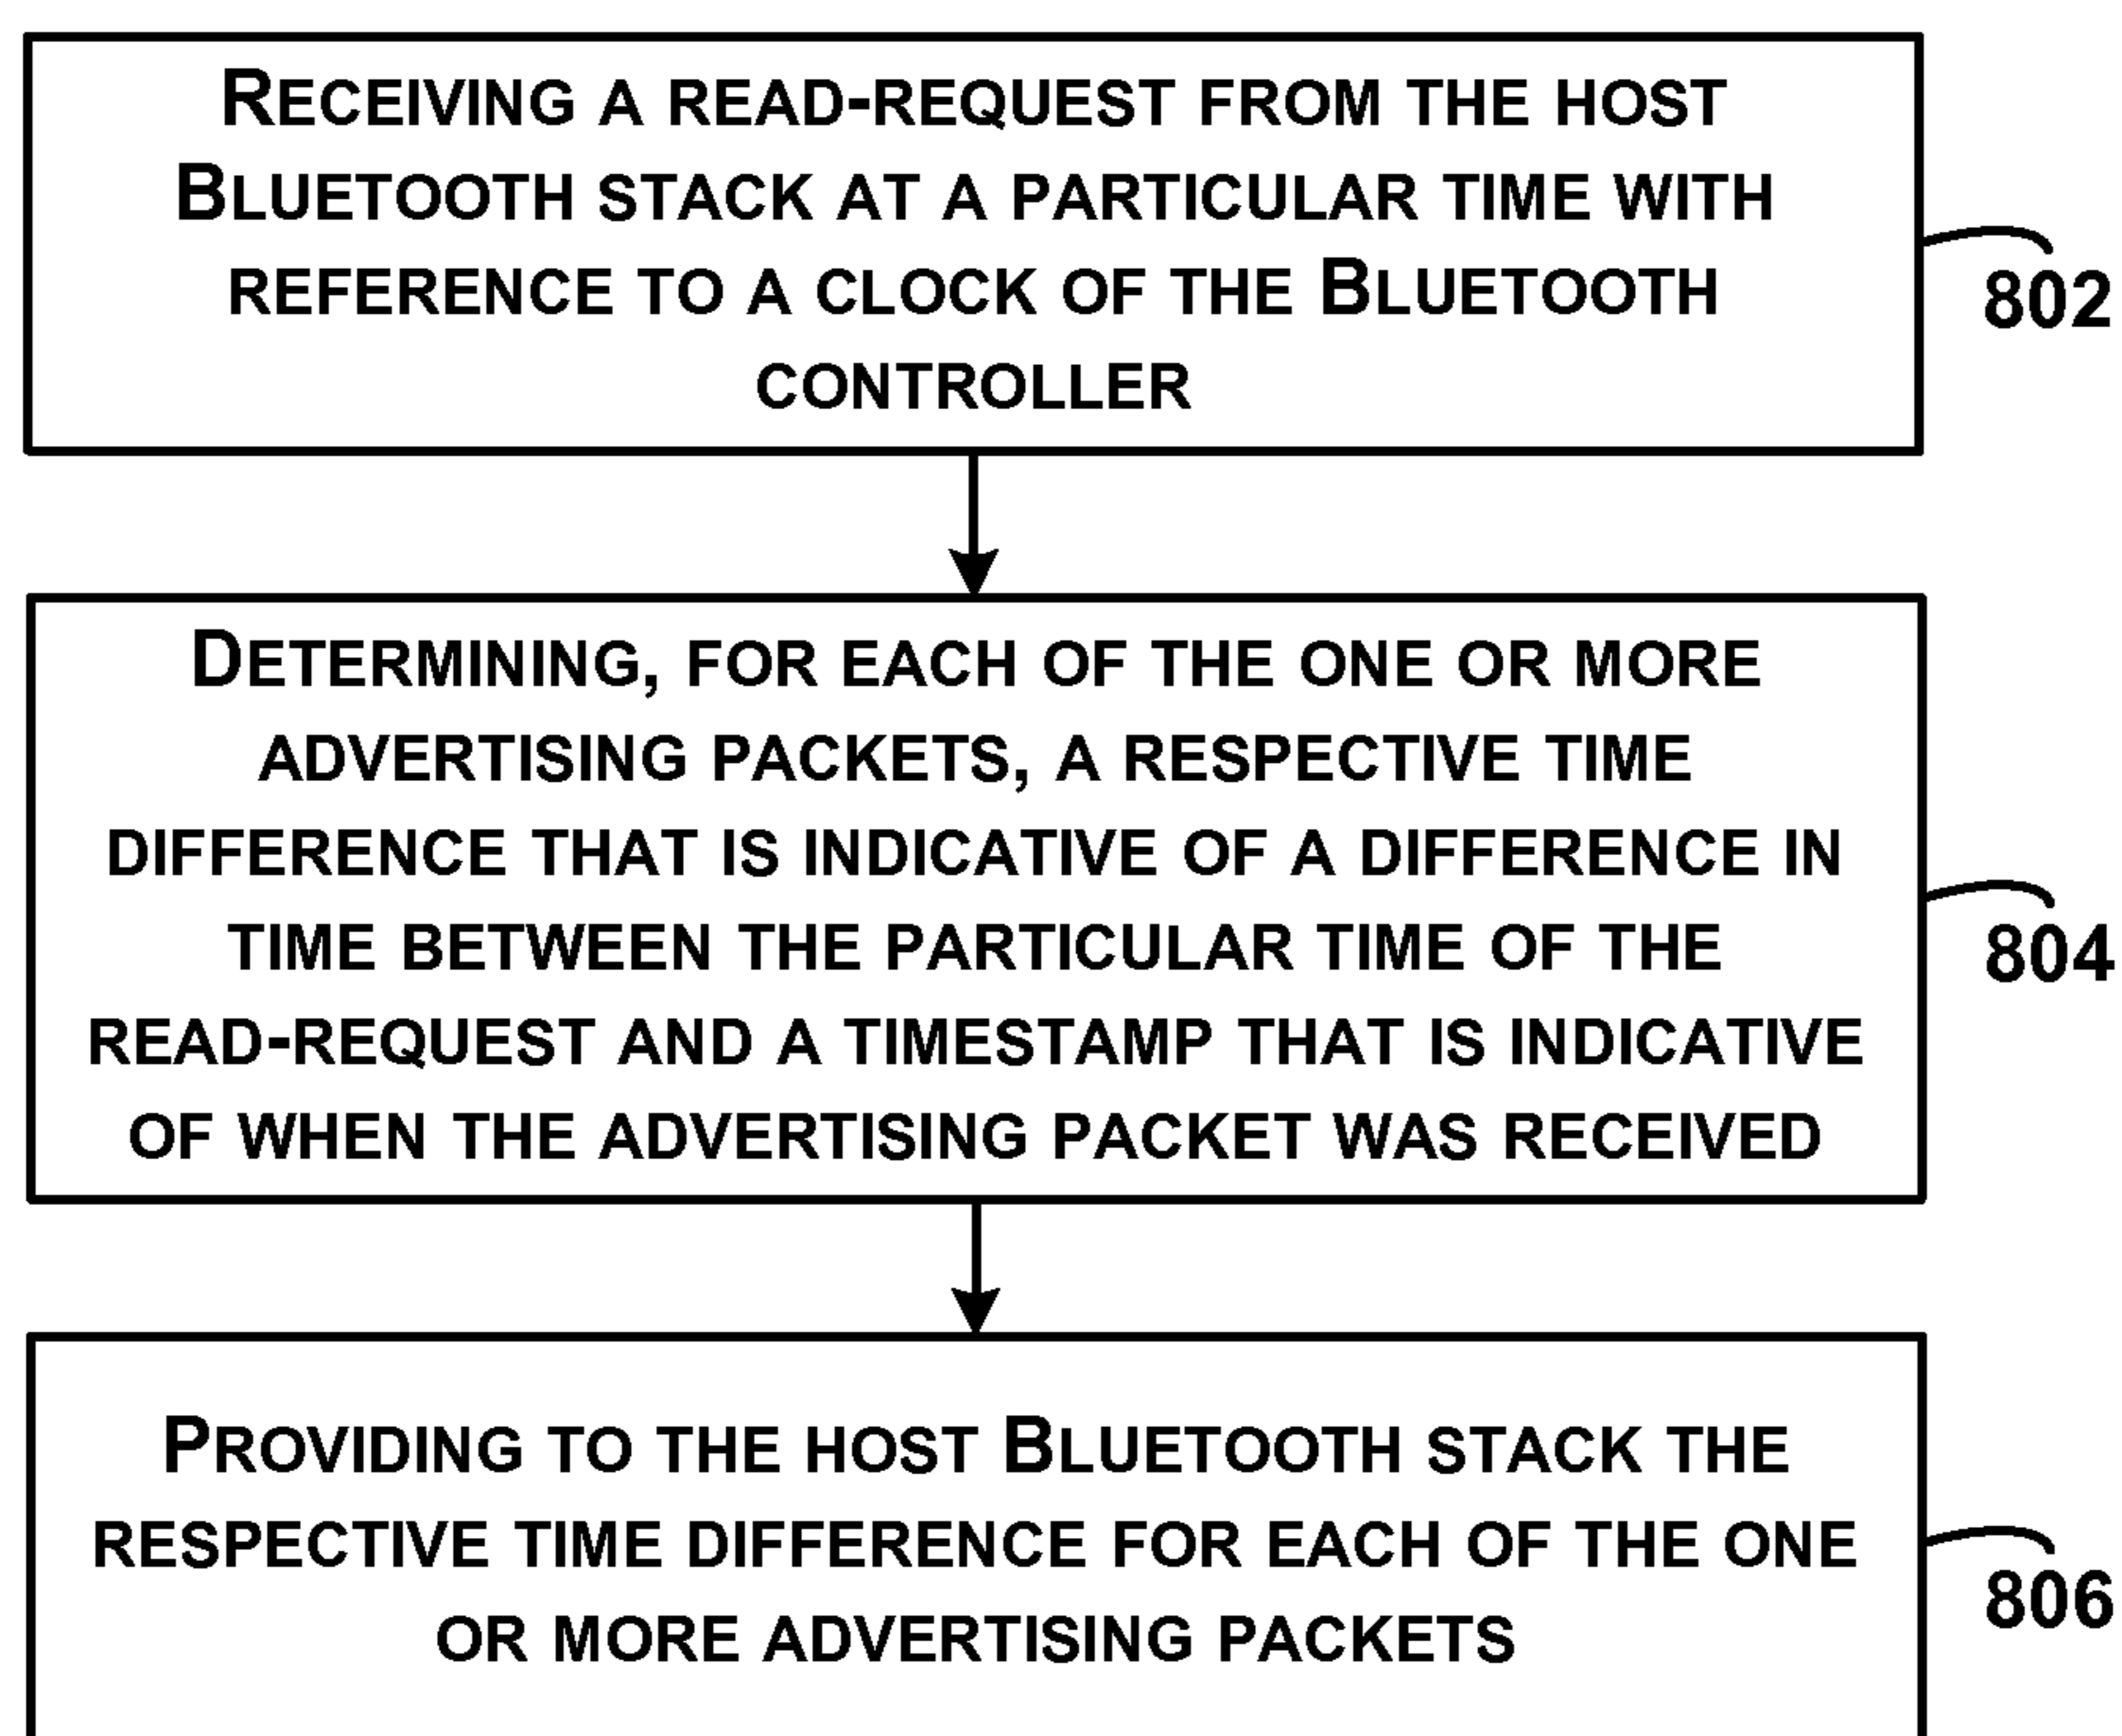 RECEIVING A READ-REQUEST FROM THE HOST
BLUETOOTH STACK AT A PARTICULAR TIME WITH
REFERENCE TO A CLOCK OF THE BLUETOOTH
CONTROLLER
802
DETERMINING, FOR EACH OF THE ONE OR MORE
ADVERTISING PACKETS, A RESPECTIVE TIME
DIFFERENCE THAT IS INDICATIVE OF A DIFFERENCE IN
TIME BETWEEN THE PARTICULAR TIME OF THE
READ-REQUEST AND A TIMESTAMP THAT IS INDICATIVE
OF WHEN THE ADVERTISING PACKET WAS RECEIVED
804
PROVIDING TO THE HOST BLUETOOTH STACK THE
RESPECTIVE TIME DIFFERENCE FOR EACH OF THE ONE
OR MORE ADVERTISING PACKETS
806